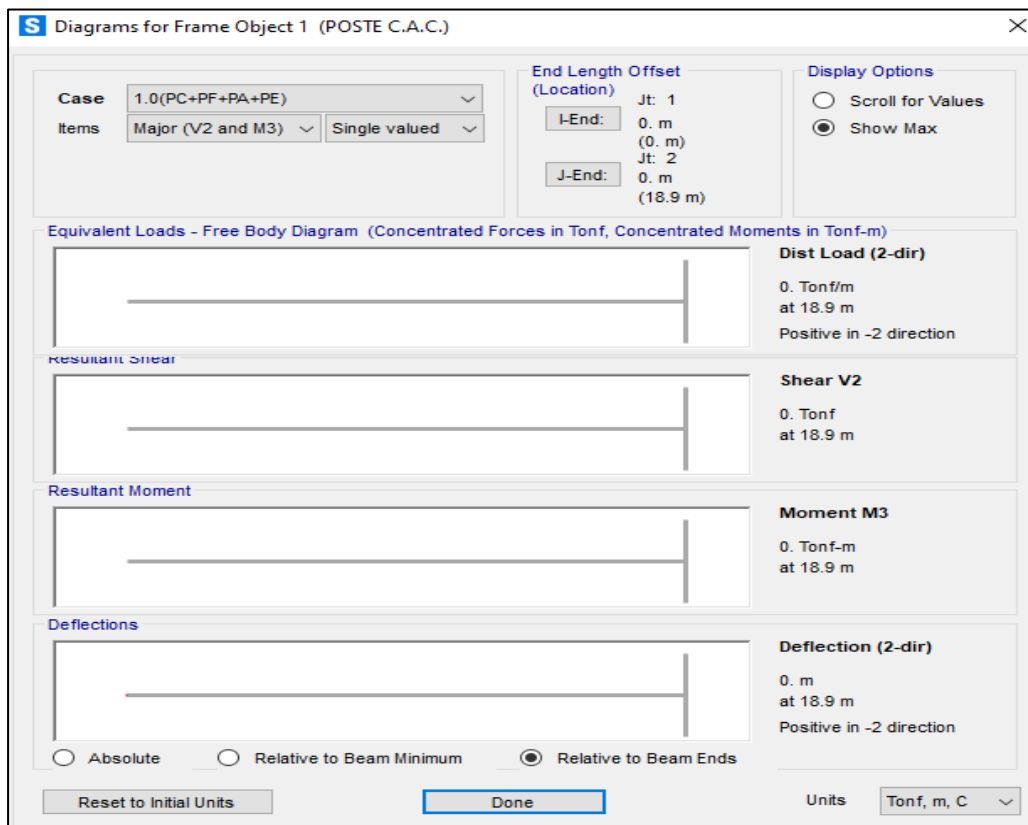 S Diagrams for Frame Object 1 (POSTE C.A.C.)
Case 1.0(PC+PF+PA+PE)
Items Major (V2 and M3) Single valued
End Length Offset
(Location)
I-End:
Jt: 1
0. m
(0. m)
J-End:
Jt: 2
0. m
(18.9 m)
Display Options
Scroll for Values
Show Max
Equivalent Loads - Free Body Diagram (Concentrated Forces in Tonf, Concentrated Moments in Tonf-m)
Dist Load (2-dir)
0. Tonf/m
at 18.9 m
Positive in -2 direction
Resultant Shear
Shear V2
0. Tonf
at 18.9 m
Resultant Moment
Moment M3
0. Tonf-m
at 18.9 m
Deflections
Deflection (2-dir)
0. m
at 18.9 m
Positive in -2 direction
Absolute Relative to Beam Minimum Relative to Beam Ends
Reset to Initial Units Done Units Tonf, m, C